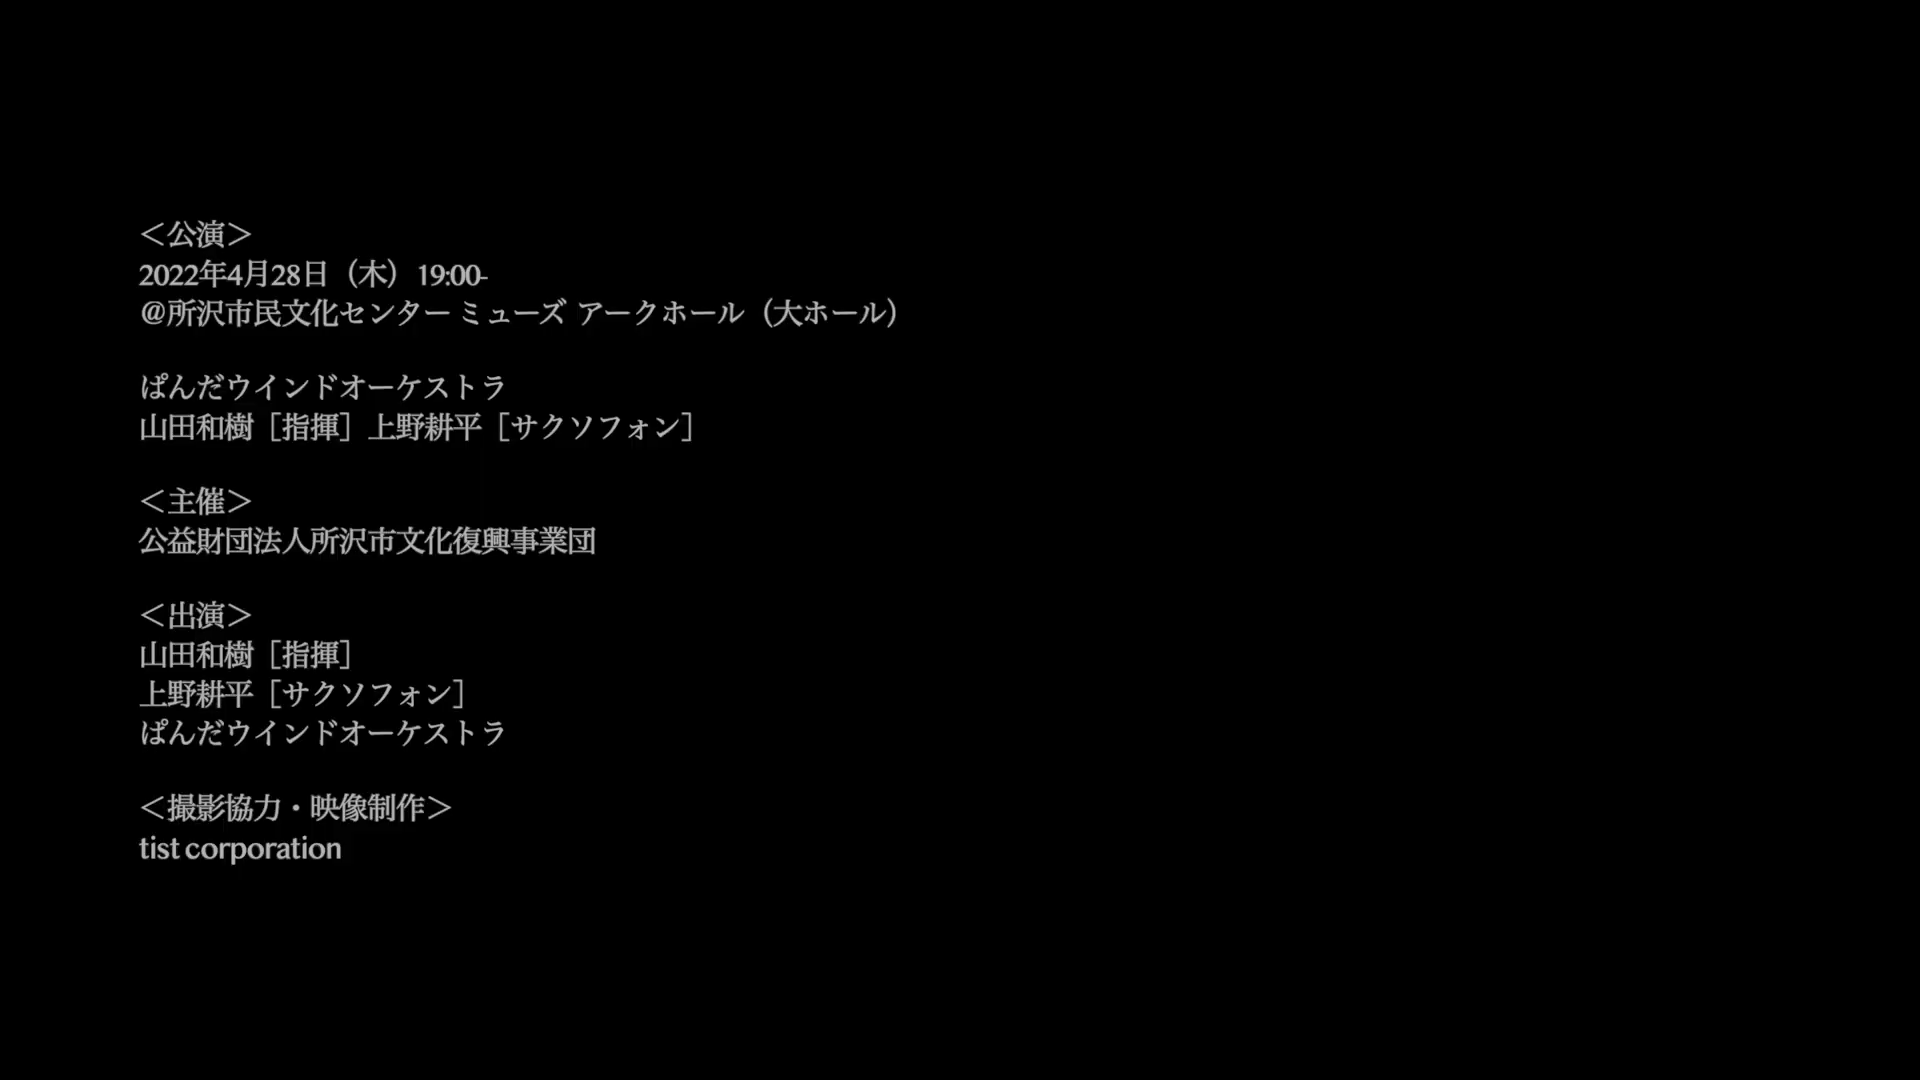 ＜公演＞
2022年4月28日（木）19:00-
@所沢市民文化センター ミューズ アークホール（大ホール）
ぱんだウインドオーケストラ
山田和樹［指揮］上野耕平［サクソフォン］
＜主催＞
公益財団法人所沢市文化復興事業団
＜出演＞
山田和樹［指揮］
上野耕平［サクソフォン］
ぱんだウインドオーケストラ
＜撮影協力・映像制作＞
tist corporation